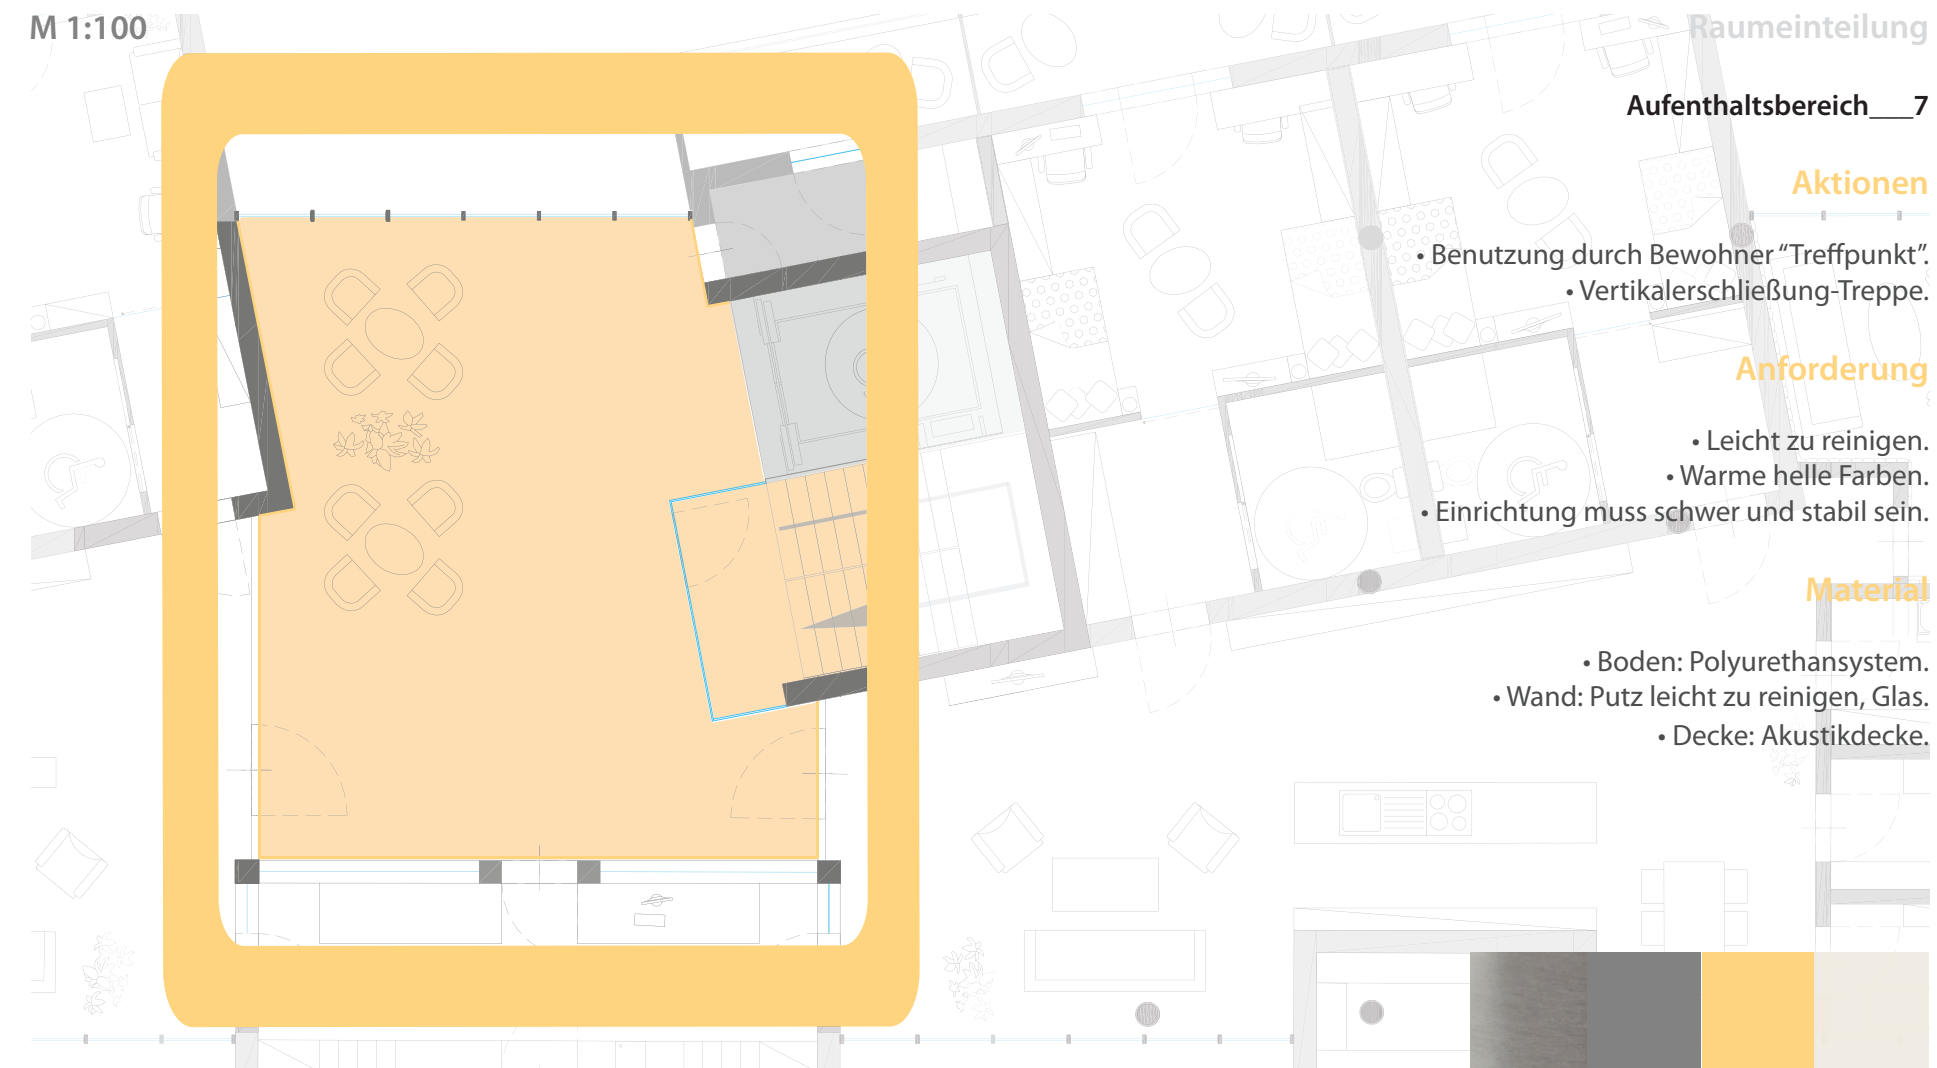 M 1:100
Raumeinteilung
Aufenthaltsbereich___7
Aktionen
• Benutzung durch Bewohner “Treffpunkt”.
• Vertikalerschließung-Treppe.
Anforderung
• Leicht zu reinigen.
• Warme helle Farben.
• Einrichtung muss schwer und stabil sein.
Material
• Boden: Polyurethansystem.
• Wand: Putz leicht zu reinigen, Glas.
• Decke: Akustikdecke.